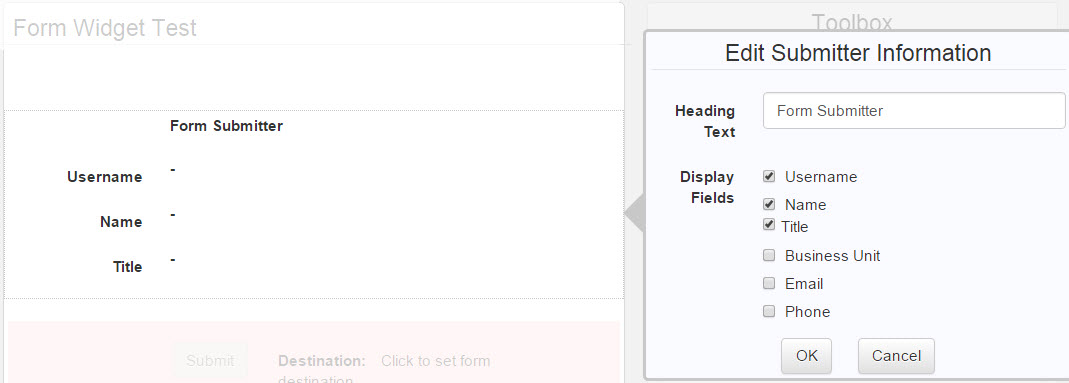 Form Widget Test
Form Submitter
Username -
Name -
Title -
Submit Destination: Click to set form
destination
Toolbox
Edit Submitter Information
Heading Form Submitter
Text
Display Username
Fields Name
Title
Business Unit
Email
Phone
OK Cancel